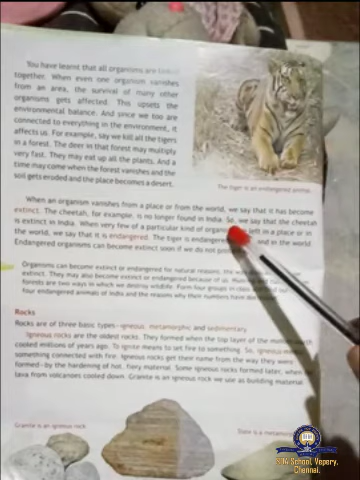 You have learnt that all organisms are linked
together. When even one organism vanishes
from an area, the survival of many other
organisms gets affected. This upsets the
environmental balance. And since we too are
connected to everything in the environment, it
affects us. For example, say we kill all the tigers
in a forest. The deer in that forest may multiply
very fast. They may exp up all the plants. And a
time may come when the forest vanishes and the
soil gets eroded and the place becomes a desert.
The tiger is an endangered animal
When an organism vanishes from a place or from the world, we say that it has become
extinct. The cheetah, for example, is no longer found in India. So, we say that the cheetah
is extinct in India. When very few of a particular kind of organism left in a place or in
the world, we say that it is endangered. The tiger is endangered and in the world.
Endangered organisms can become extinct soon if we do not
Organisms can become extinct or endangered for natural reasons, the way
extinct. They may also become extinct or endangered because of us. Hunting and
forests are two ways in which we destroy wildlife. Form four groups in class and
four endangered animals of India and the reasons why their numbers have
Rocks
Rocks are of three basic types—igneous, metamorphic and sedimentary.
Igneous rocks are the oldest rocks. They formed when the top layer of the molten earth
cooled millions of years ago. To ignite means to set fire to something. So, igneous means
something connected with fire. Igneous rocks get their name from the way they were
formed—by the hardening of hot, fiery material. Some igneous rocks formed later, when
lava from volcanoes cooled down. Granite is an igneous rock we use as building material.
Granite is an igneous rock
Slate is a metamorphic
SDA School, Vepery,
Chennai.